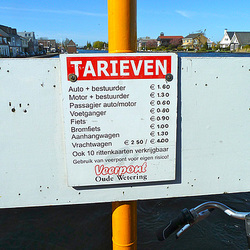 TARIEVEN
Auto + bestuurder € 1.60
Motor + bestuurder € 1.30
Passagier auto/motor € 0.60
Voetganger € 0.80
Fiets € 0.90
Bromfiets € 1.00
Aanhangwagen € 1.30
Vrachtwagen € 2.50 / € 4.00
Ook 10 rittenkaarten verkrijgbaar
Gebruik van veerpont voor eigen risico!
Veerpont
Oude Wetering